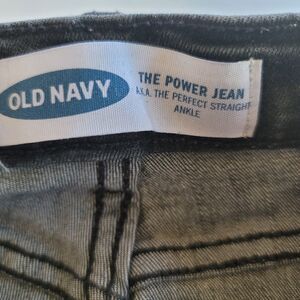 OLD NAVY
THE POWER JEAN
A.K.A. THE PERFECT STRAIGHT
ANKLE